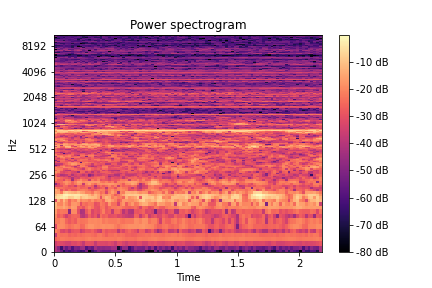 Power spectrogram
8192
4096
2048
1024
512
256
128
64
0
Hz
0
0.5
1
1.5
2
Time
-10 dB
-20 dB
-30 dB
-40 dB
-50 dB
-60 dB
-70 dB
-80 dB